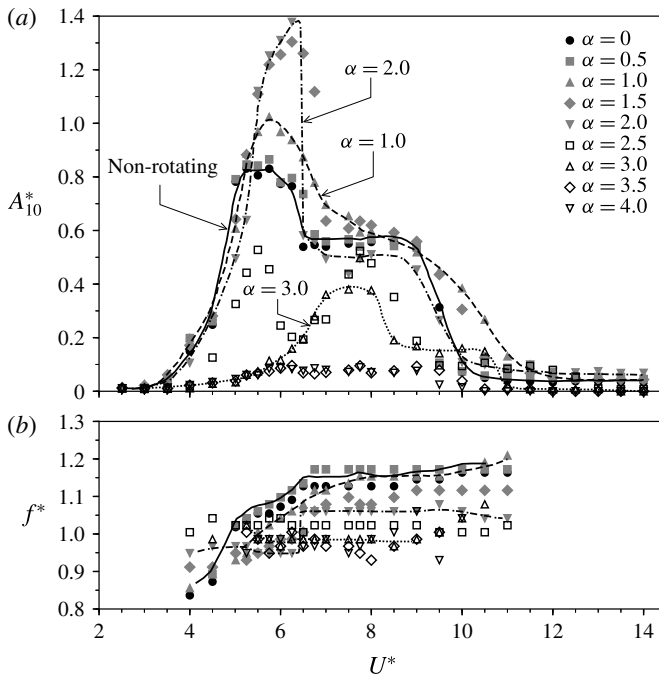 (a)
1.4
1.2
1.0
0.8
0.6
0.4
0.2
0
A*10
Non-rotating
α = 2.0
α = 1.0
α = 3.0
α = 0
α = 0.5
α = 1.0
α = 1.5
α = 2.0
α = 2.5
α = 3.0
α = 3.5
α = 4.0
(b)
1.3
1.2
1.1
1.0
0.9
0.8
f*
2 4 6 8 10 12 14
U*